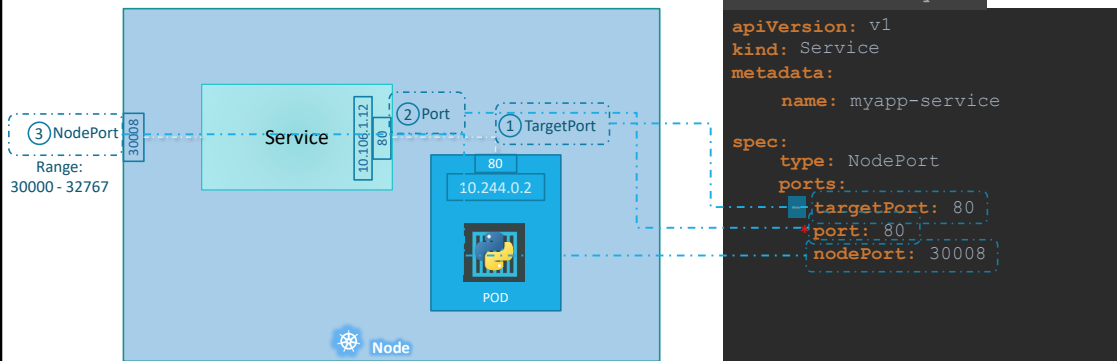 3 NodePort
Range:
30000 - 32767
30008
Service
10.106.1.12
80
2 Port
1 TargetPort
80
10.244.0.2
POD
Node
apiVersion: v1
kind: Service
metadata:
name: myapp-service
spec:
type: NodePort
ports:
- targetPort: 80
*port: 80
nodePort: 30008